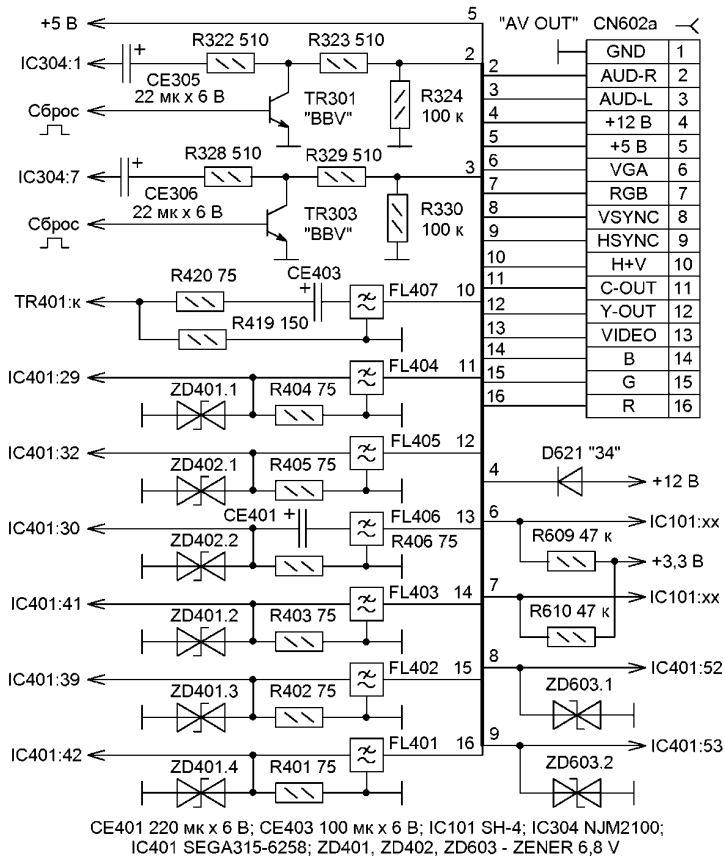 +5 В
5
"AV OUT" CN602a
R322 510
R323 510
IC304:1
+
2
CE305
22 мк x 6 В
TR301
"BBV"
R324
100 к
Сброс
R328 510
R329 510
IC304:7
+
3
CE306
22 мк x 6 В
TR303
"BBV"
R330
100 к
Сброс
GND 1
2 AUD-R 2
3 AUD-L 3
4 +12 В 4
5 +5 В 5
6 VGA 6
7 RGB 7
8 VSYNC 8
9 HSYNC 9
10 H+V 10
11 C-OUT 11
12 Y-OUT 12
13 VIDEO 13
14 B 14
15 G 15
16 R 16
R420 75
CE403
+
TR401:к
FL407
10
R419 150
IC401:29
FL404
11
ZD401.1
R404 75
IC401:32
FL405
12
ZD402.1
R405 75
IC401:30
CE401
+
FL406
13
ZD402.2
R406 75
IC401:41
FL403
14
ZD401.2
R403 75
IC401:39
FL402
15
ZD401.3
R402 75
IC401:42
FL401
16
ZD401.4
R401 75
D621 "34"
4
+12 В
6
IC101:xx
R609 47 к
+3,3 В
7
IC101:xx
R610 47 к
8
IC401:52
ZD603.1
9
IC401:53
ZD603.2
CE401 220 мк x 6 В; CE403 100 мк x 6 В; IC101 SH-4; IC304 NJM2100;
IC401 SEGA315-6258; ZD401, ZD402, ZD603 - ZENER 6,8 V